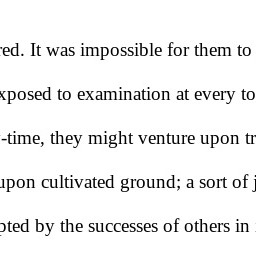 red. It was impossible for them to
xposed to examination at every to
-time, they might venture upon tr
upon cultivated ground; a sort of j
pted by the successes of others in